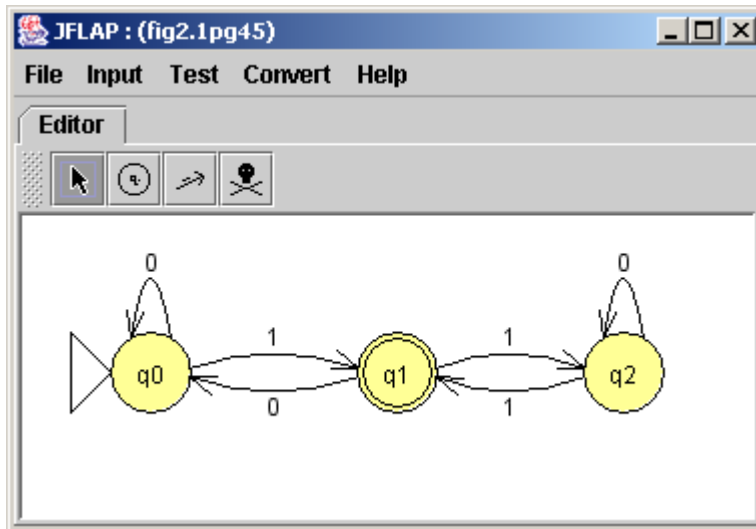 JFLAP : (fig2.1pg45)
File Input Test Convert Help
Editor
q
0 0
1 1
q0 q1 q2
0 1